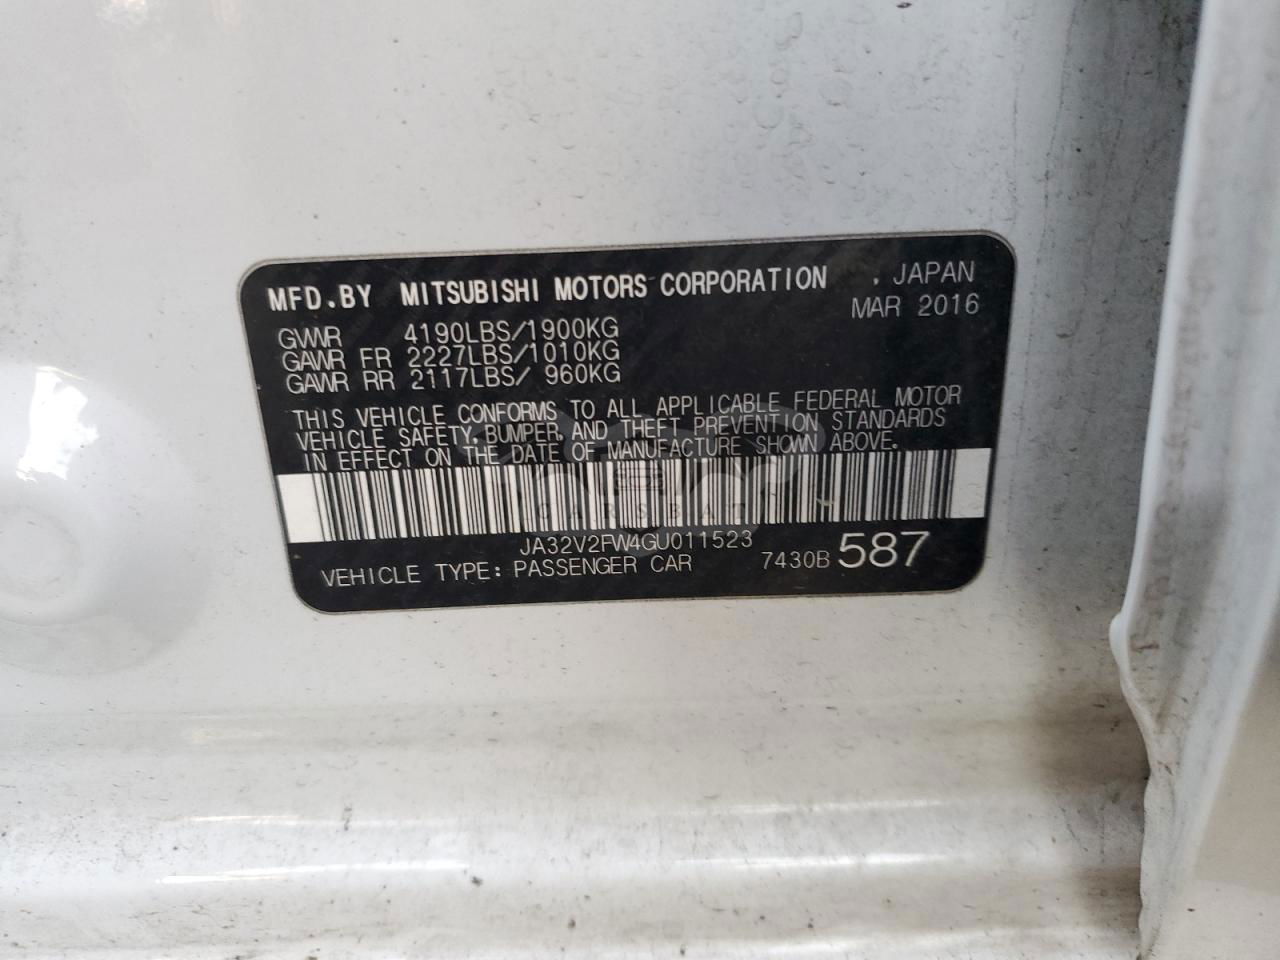 MFD.BY MITSUBISHI MOTORS CORPORATION , JAPAN
MAR 2016
GVWR 4190LBS/1900KG
GAWR FR 2227LBS/1010KG
GAWR RR 2117LBS/ 960KG
THIS VEHICLE CONFORMS TO ALL APPLICABLE FEDERAL MOTOR
VEHICLE SAFETY, BUMPER, AND THEFT PREVENTION STANDARDS
IN EFFECT ON THE DATE OF MANUFACTURE SHOWN ABOVE.
CARSBAT
JA32V2FW4GU011523
VEHICLE TYPE: PASSENGER CAR 7430B 587